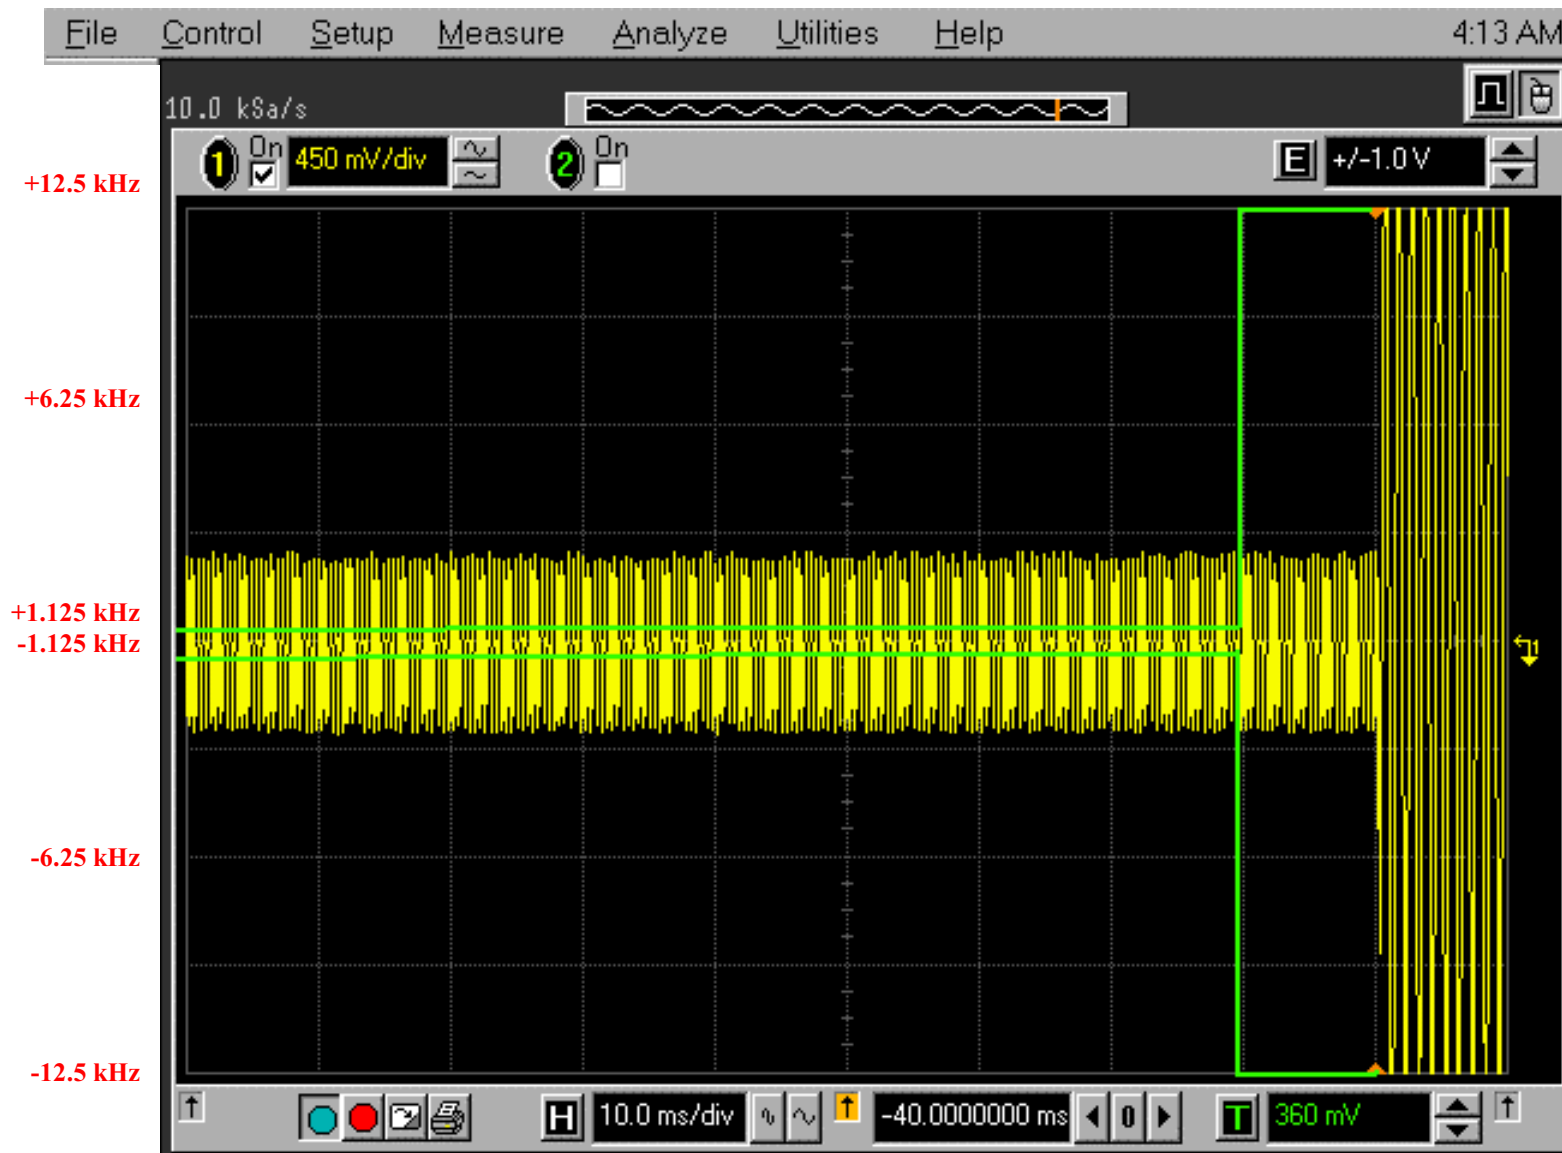 File Control Setup Measure Analyze Utilities Help 4:13 AM
10.0 kSa/s
1 On 450 mV/div 2 On E +/-1.0 V
+12.5 kHz
+6.25 kHz
+1.125 kHz
-1.125 kHz
1
-6.25 kHz
-12.5 kHz
H 10.0 ms/div -40.0000000 ms 0 T 360 mV